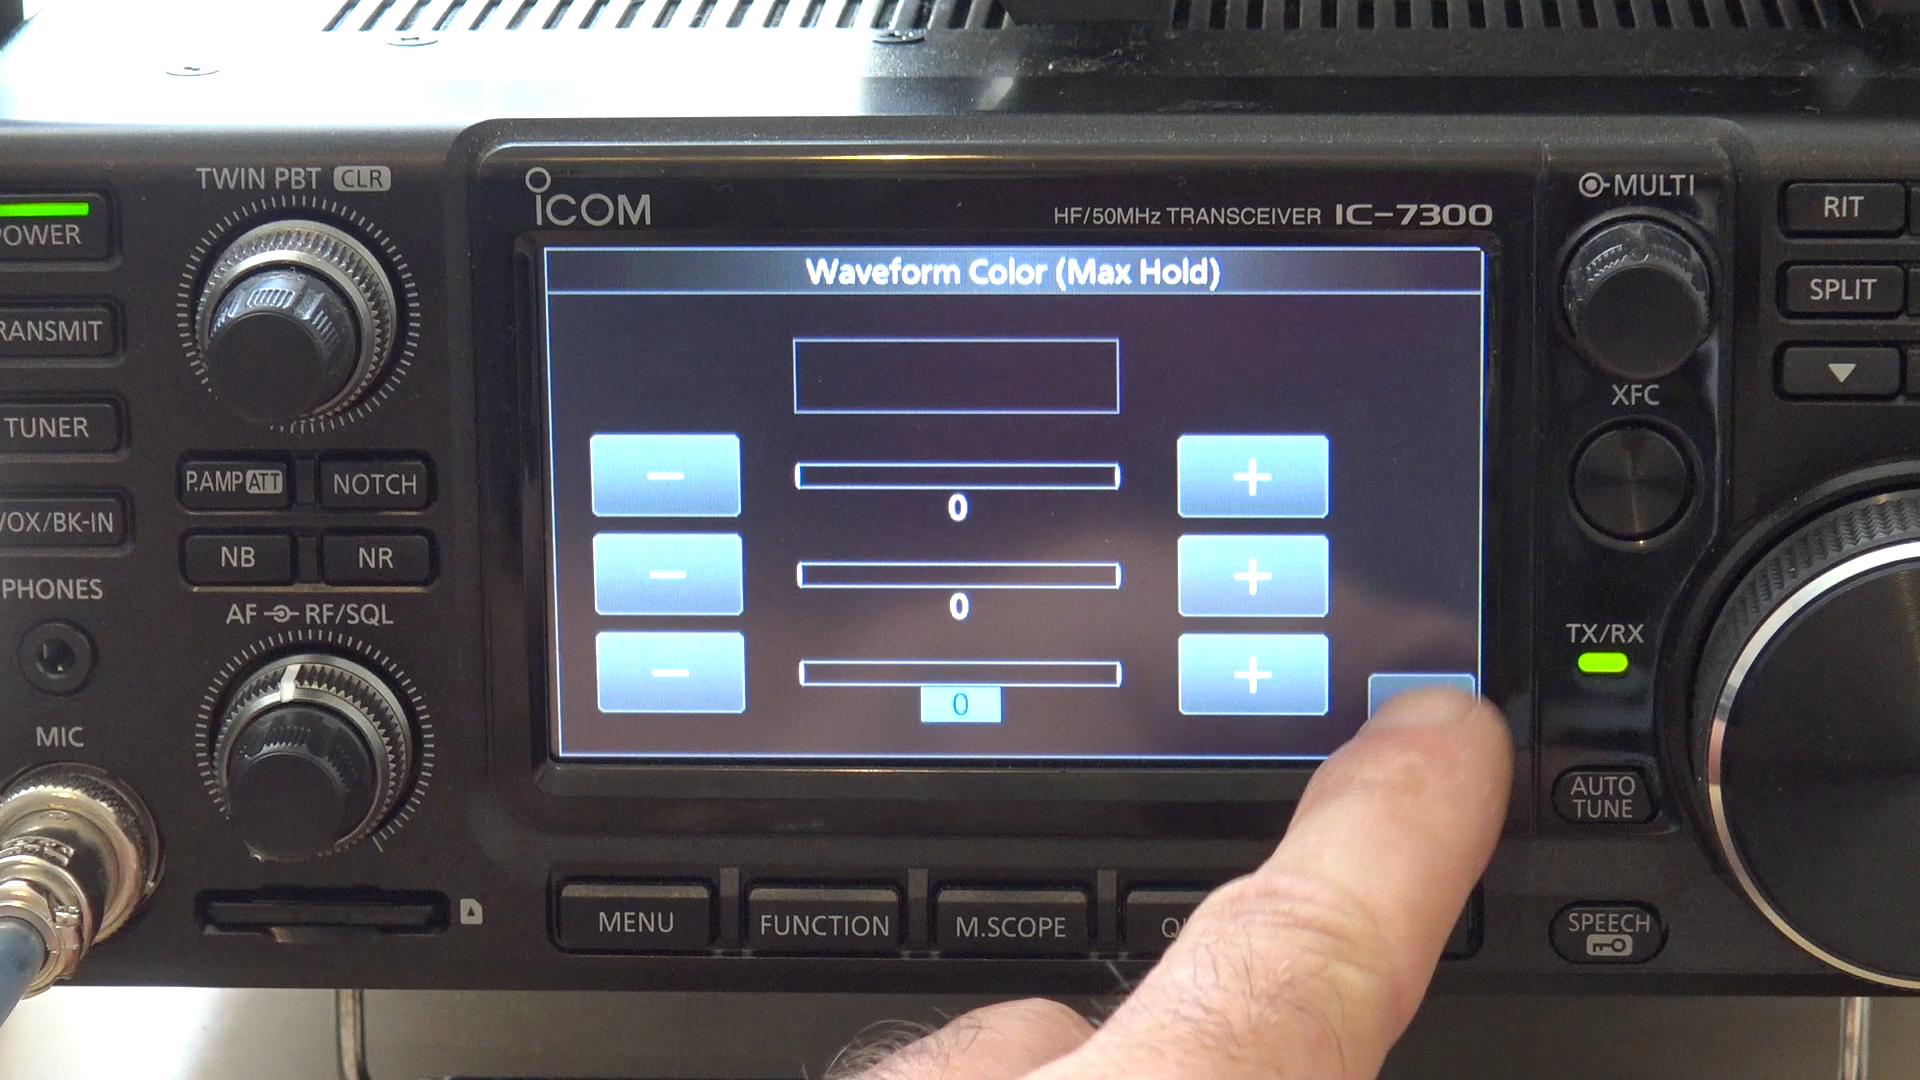 TWIN PBT CLR
POWER
TRANSMIT
TUNER
VOX/BK-IN
P.AMP ATT
NOTCH
NB
NR
PHONES
AF RF/SQL
MIC
ICOM
HF/50MHz TRANSCEIVER IC-7300
Waveform Color (Max Hold)
− 0 +
− 0 +
− 0 +
MENU
FUNCTION
M.SCOPE
MULTI
XFC
TX/RX
AUTO
TUNE
SPEECH
RIT
SPLIT